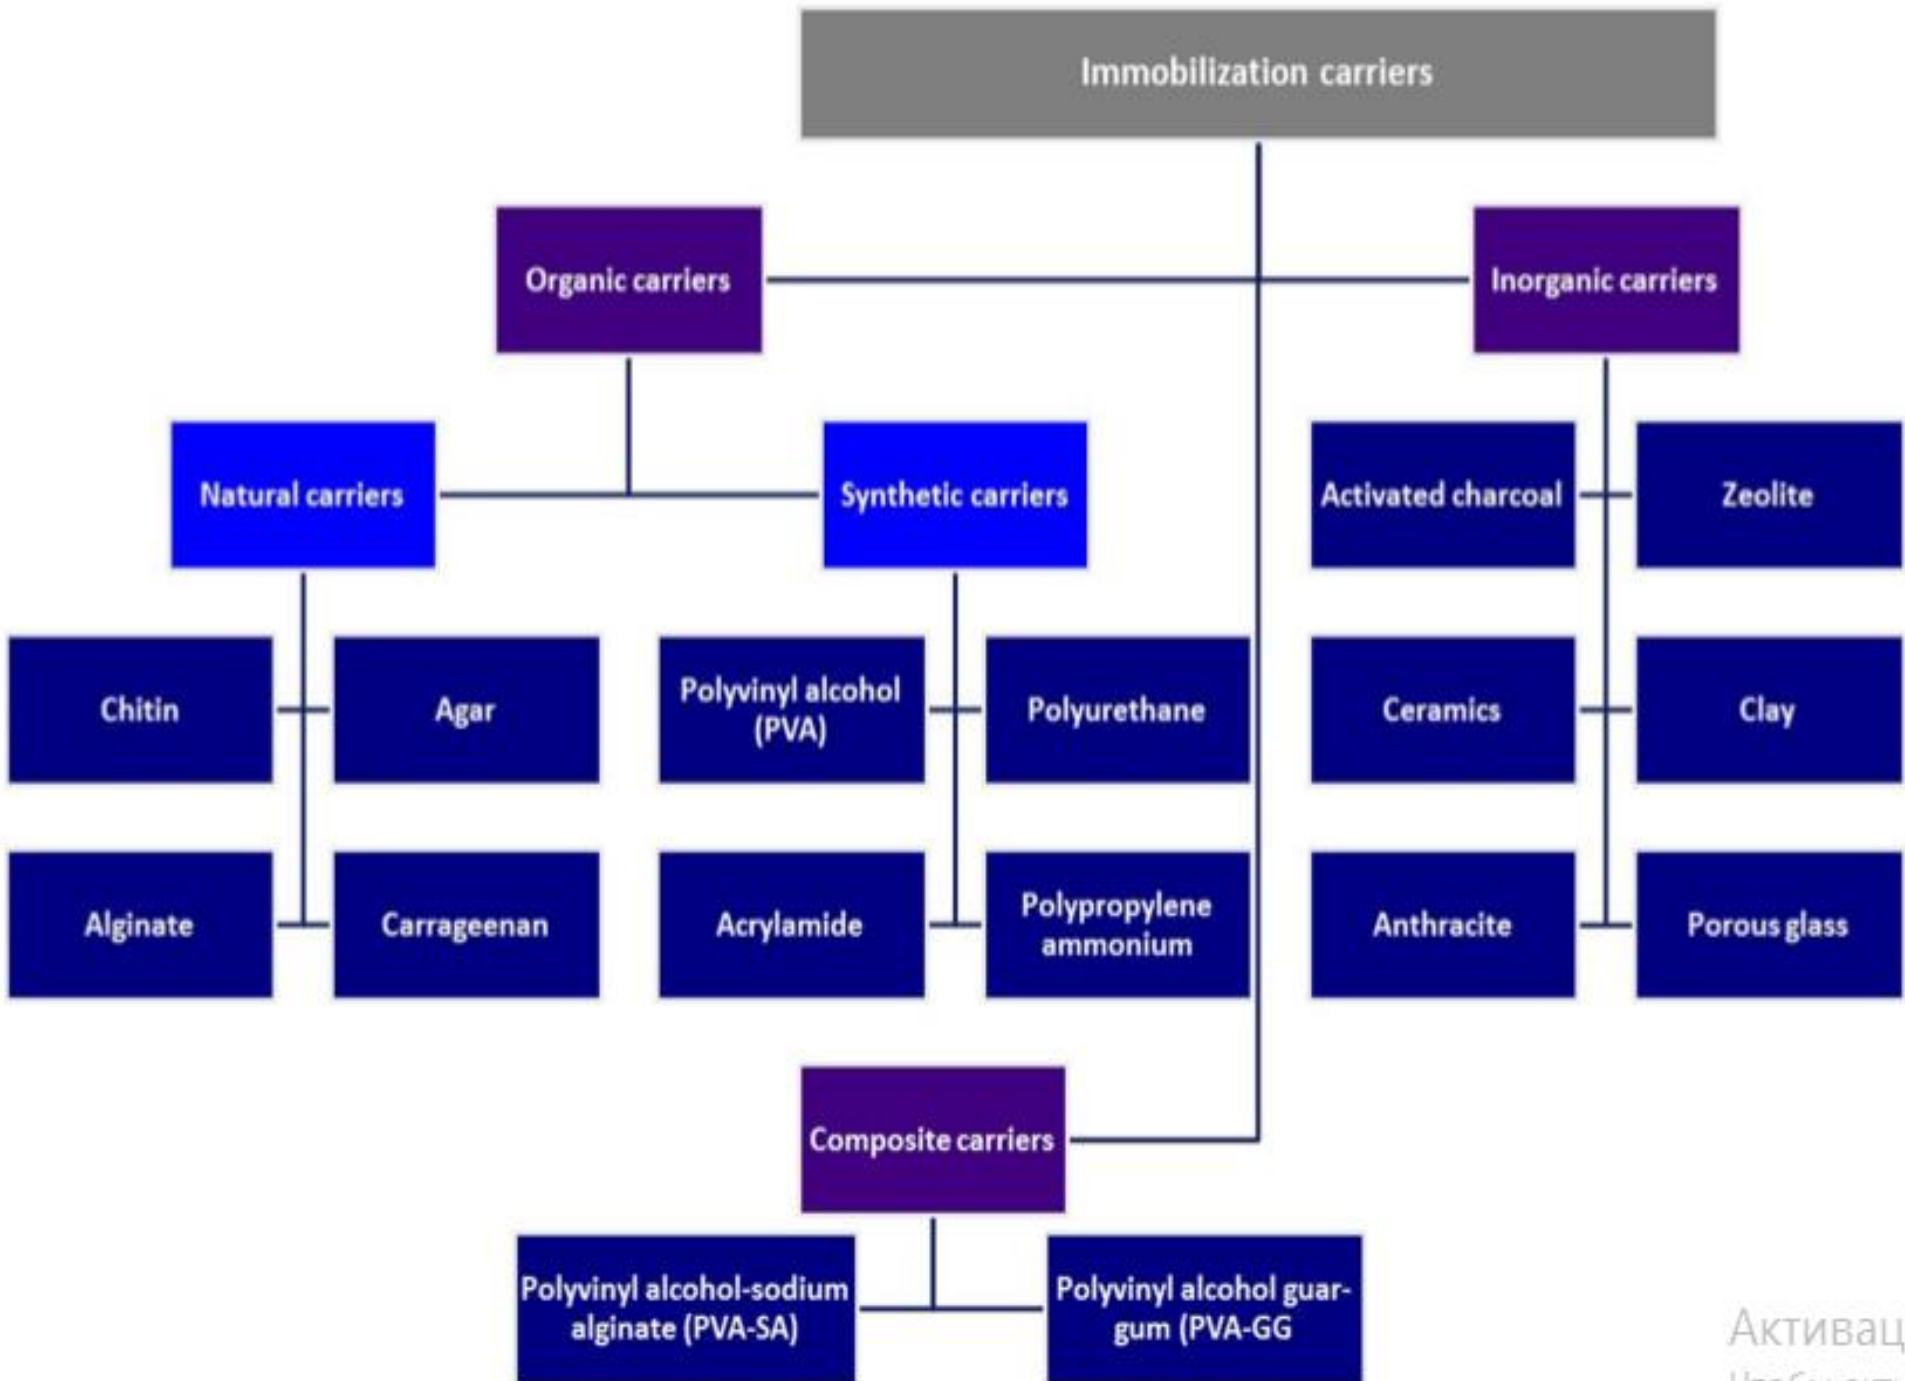 Immobilization carriers
Organic carriers
Inorganic carriers
Natural carriers
Synthetic carriers
Activated charcoal
Zeolite
Chitin
Agar
Polyvinyl alcohol
(PVA)
Polyurethane
Ceramics
Clay
Alginate
Carrageenan
Acrylamide
Polypropylene
ammonium
Anthracite
Porous glass
Composite carriers
Polyvinyl alcohol-sodium
alginate (PVA-SA)
Polyvinyl alcohol guar-
gum (PVA-GG
Активац